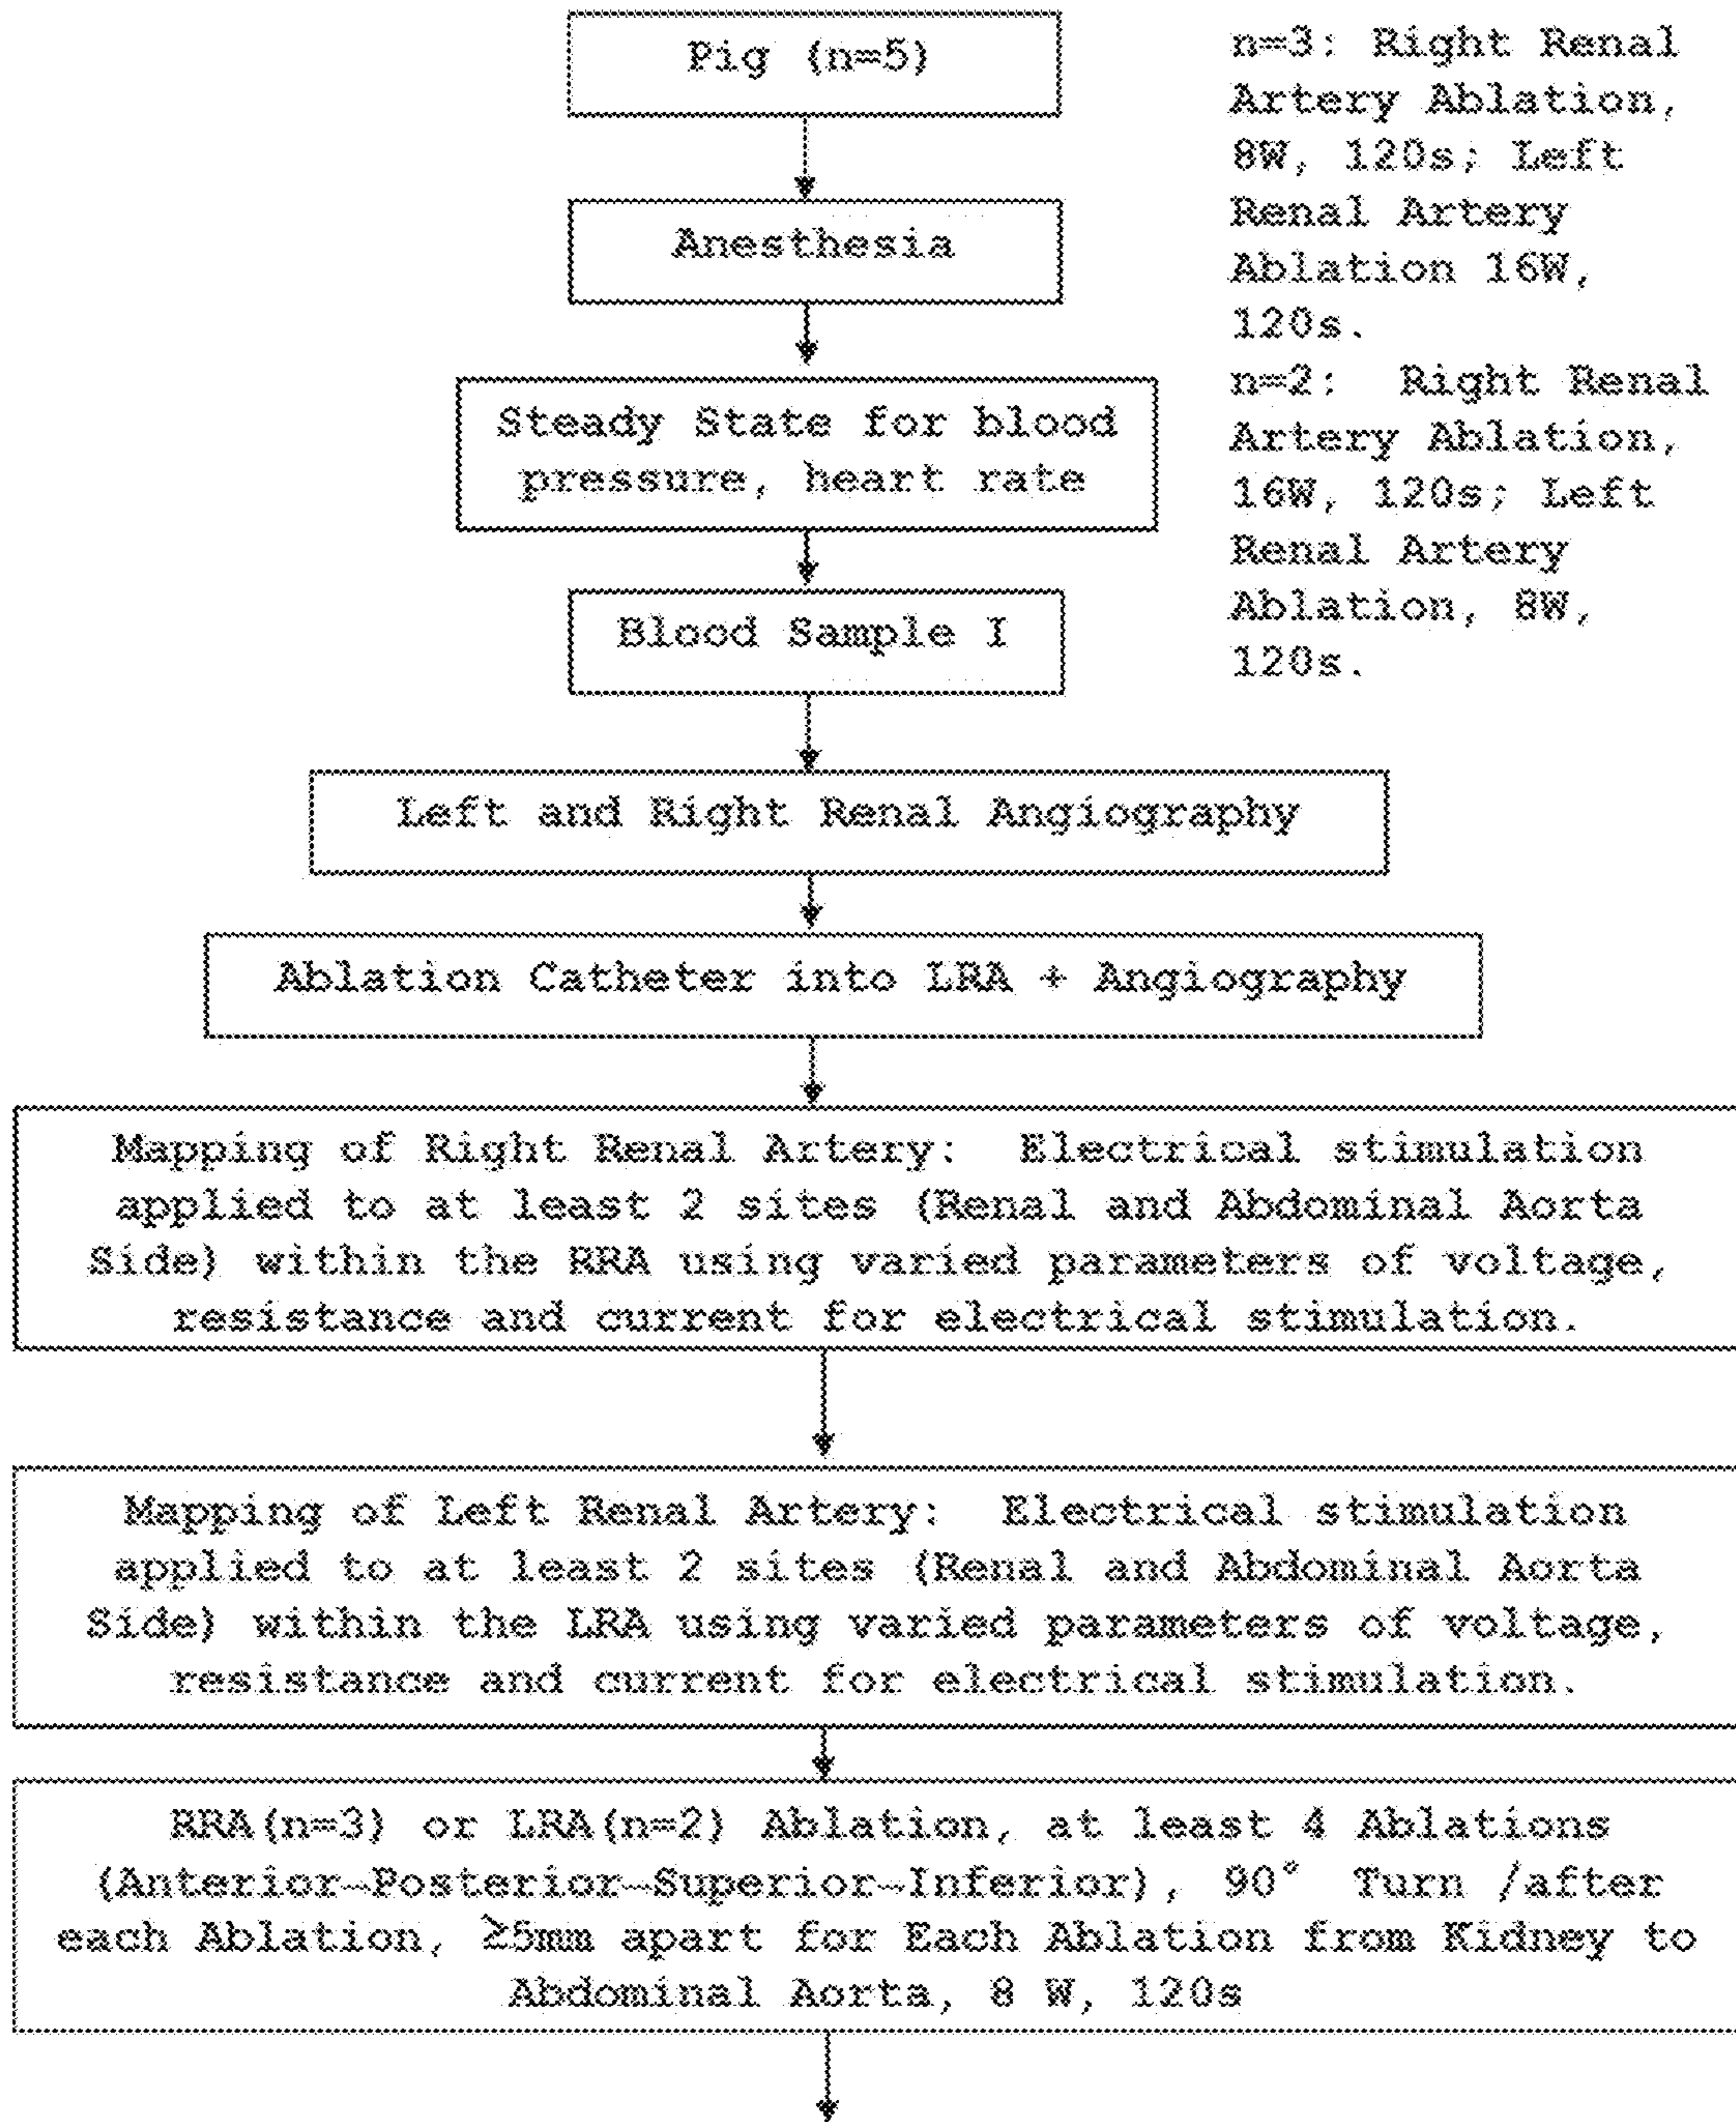 Pig (n=5)
n=3: Right Renal
Artery Ablation,
8W, 120s; Left
Renal Artery
Ablation 16W,
120s.
n=2: Right Renal
Artery Ablation,
16W, 120s; Left
Renal Artery
Ablation, 8W,
120s.
Anesthesia
Steady State for blood
pressure, heart rate
Blood Sample I
Left and Right Renal Angiography
Ablation Catheter into LRA + Angiography
Mapping of Right Renal Artery: Electrical stimulation
applied to at least 2 sites (Renal and Abdominal Aorta
Side) within the RRA using varied parameters of voltage,
resistance and current for electrical stimulation.
Mapping of Left Renal Artery: Electrical stimulation
applied to at least 2 sites (Renal and Abdominal Aorta
Side) within the LRA using varied parameters of voltage,
resistance and current for electrical stimulation.
RRA(n=3) or LRA(n=2) Ablation, at least 4 Ablations
(Anterior-Posterior-Superior-Inferior), 90° Turn /after
each Ablation, ≥5mm apart for Each Ablation from Kidney to
Abdominal Aorta, 8 W, 120s